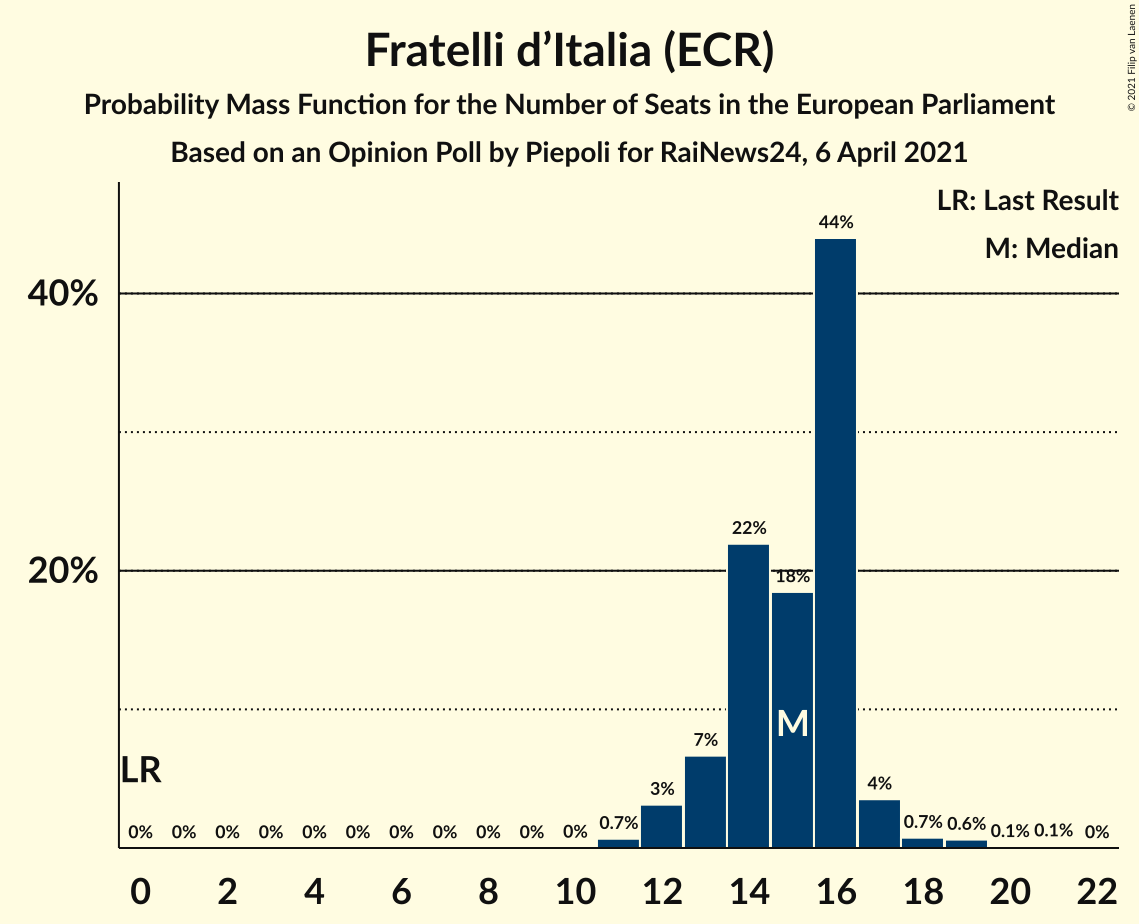 © 2021 Filip van Laenen
Fratelli d’Italia (ECR)
Probability Mass Function for the Number of Seats in the European Parliament
Based on an Opinion Poll by Piepoli for RaiNews24, 6 April 2021
LR: Last Result
M: Median
44%
40%
22%
20%
18%
M
7%
LR
3%
4%
0% 0% 0% 0% 0% 0% 0% 0% 0% 0% 0% 0.7% 0.7% 0.6% 0.1% 0.1% 0%
0 2 4 6 8 10 12 14 16 18 20 22